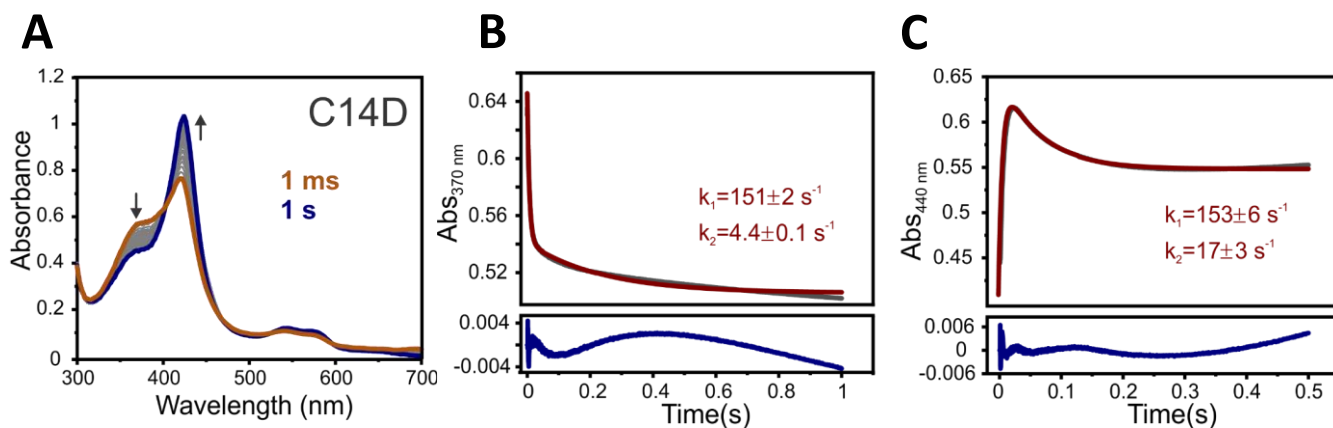 A
1.2
1
0.8
0.6
0.4
0.2
0
Absorbance
C14D
1 ms
1 s
300 400 500 600 700
Wavelength (nm)
B
0.64
0.6
0.56
0.52
Abs370 nm
k1=151±2 s-1
k2=4.4±0.1 s-1
0.004
-0.004
0 0.2 0.4 0.6 0.8 1
Time(s)
C
0.65
0.6
0.55
0.5
0.45
Abs440 nm
k1=153±6 s-1
k2=17±3 s-1
0.006
0
-0.006
0 0.1 0.2 0.3 0.4 0.5
Time(s)